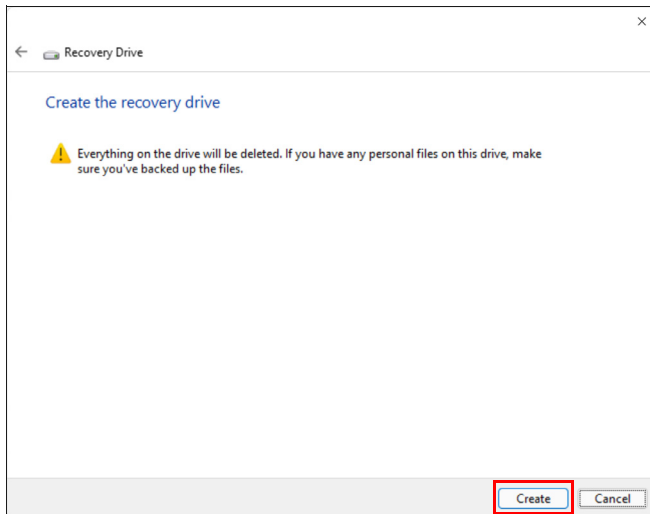 Recovery Drive
Create the recovery drive
Everything on the drive will be deleted. If you have any personal files on this drive, make
sure you've backed up the files.
Create
Cancel